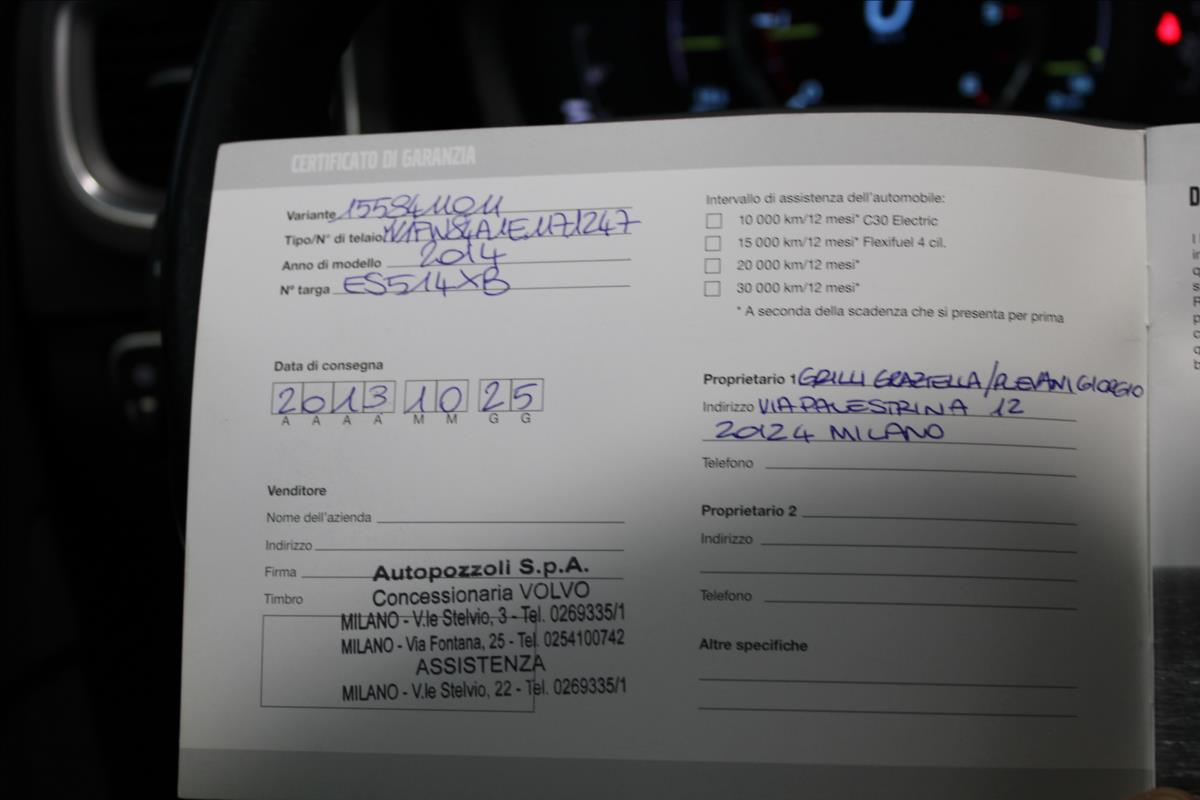 CERTIFICATO DI GARANZIA
Variante 1558411011
Tipo/N° di telaio
Anno di modello 2014
N° targa ES514XB
Data di consegna
2013 10 25
A A A A M M G G
Venditore
Nome dell'azienda
Indirizzo
Firma
Timbro
Autopozzoli S.p.A.
Concessionaria VOLVO
MILANO - V.le Stelvio, 3 - Tel. 0269335/1
MILANO - Via Fontana, 25 - Tel. 0254100742
ASSISTENZA
MILANO - V.le Stelvio, 22 - Tel. 0269335/1
Intervallo di assistenza dell'automobile:
10 000 km/12 mesi* C30 Electric
15 000 km/12 mesi* Flexifuel 4 cil.
20 000 km/12 mesi*
30 000 km/12 mesi*
* A seconda della scadenza che si presenta per prima
Proprietario 1 GRILLI GRAZIELLA/PLEVANI GIORGIO
Indirizzo VIA PALESTRINA 12
20124 MILANO
Telefono
Proprietario 2
Indirizzo
Telefono
Altre specifiche